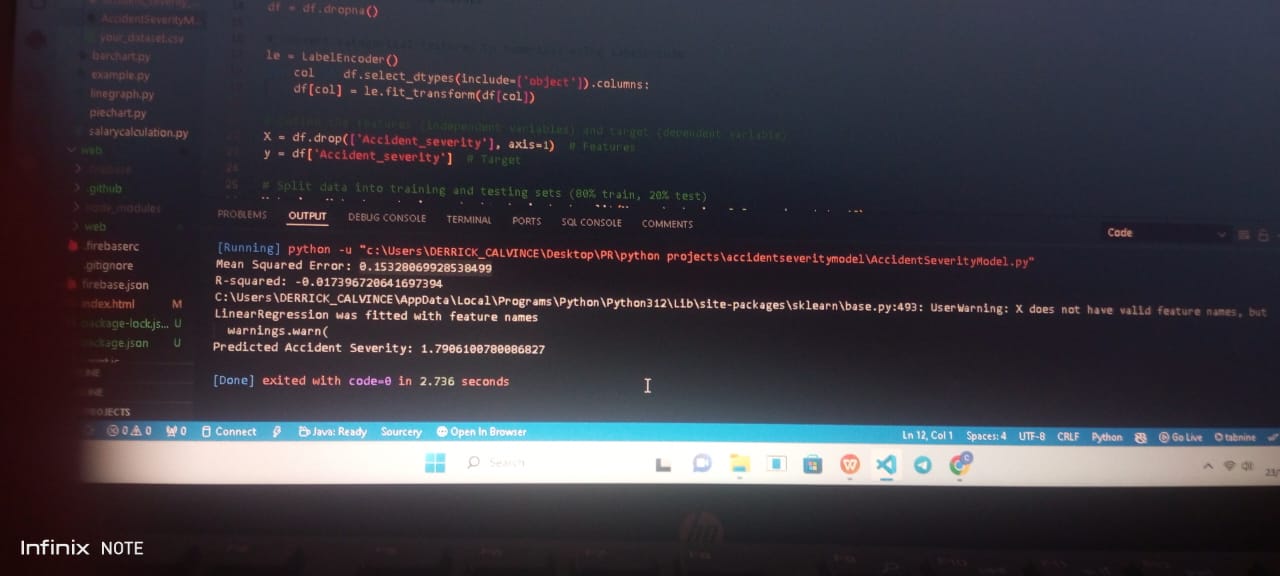 AccidentSeverityM...
your_dataset.csv
barchart.py
example.py
linegraph.py
piechart.py
salarycalculation.py
web
.github
node_modules
web
.firebaserc
.gitignore
firebase.json
index.html M
package-lock.js... U
package.json U
df = df.dropna()
le = LabelEncoder()
col df.select_dtypes(include=['object']).columns:
df[col] = le.fit_transform(df[col])
(independent variables) and target (dependent variable)
X = df.drop(['Accident_severity'], axis=1) # Features
y = df['Accident_severity'] # Target
24
25 # Split data into training and testing sets (80% train, 20% test)
PROBLEMS OUTPUT DEBUG CONSOLE TERMINAL PORTS SQL CONSOLE COMMENTS
Code
[Running] python -u "c:\Users\DERRICK_CALVINCE\Desktop\PR\python projects\accidentseveritymodel\AccidentSeverityModel.py"
Mean Squared Error: 0.15328069928538499
R-squared: -0.017396720641697394
C:\Users\DERRICK_CALVINCE\AppData\Local\Programs\Python\Python312\Lib\site-packages\sklearn\base.py:493: UserWarning: X does not have valid feature names, but
LinearRegression was fitted with feature names
warnings.warn(
Predicted Accident Severity: 1.7906100780086827
[Done] exited with code=0 in 2.736 seconds
0 0 0 Connect Java: Ready Sourcery Open In Browser
Ln 12, Col 1 Spaces: 4 UTF-8 CRLF Python Go Live tabnine
Search
23/
hp
Infinix NOTE